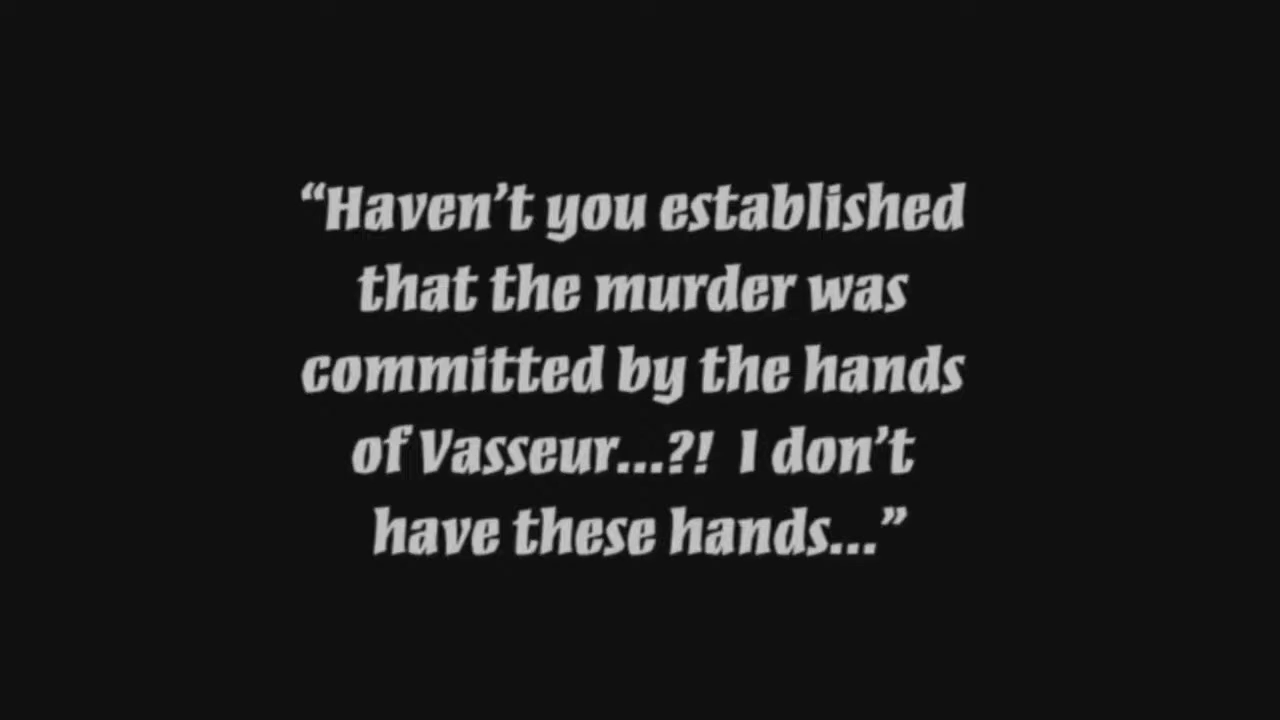 “Haven’t you established
that the murder was
committed by the hands
of Vasseur...?!  I don’t
have these hands...”